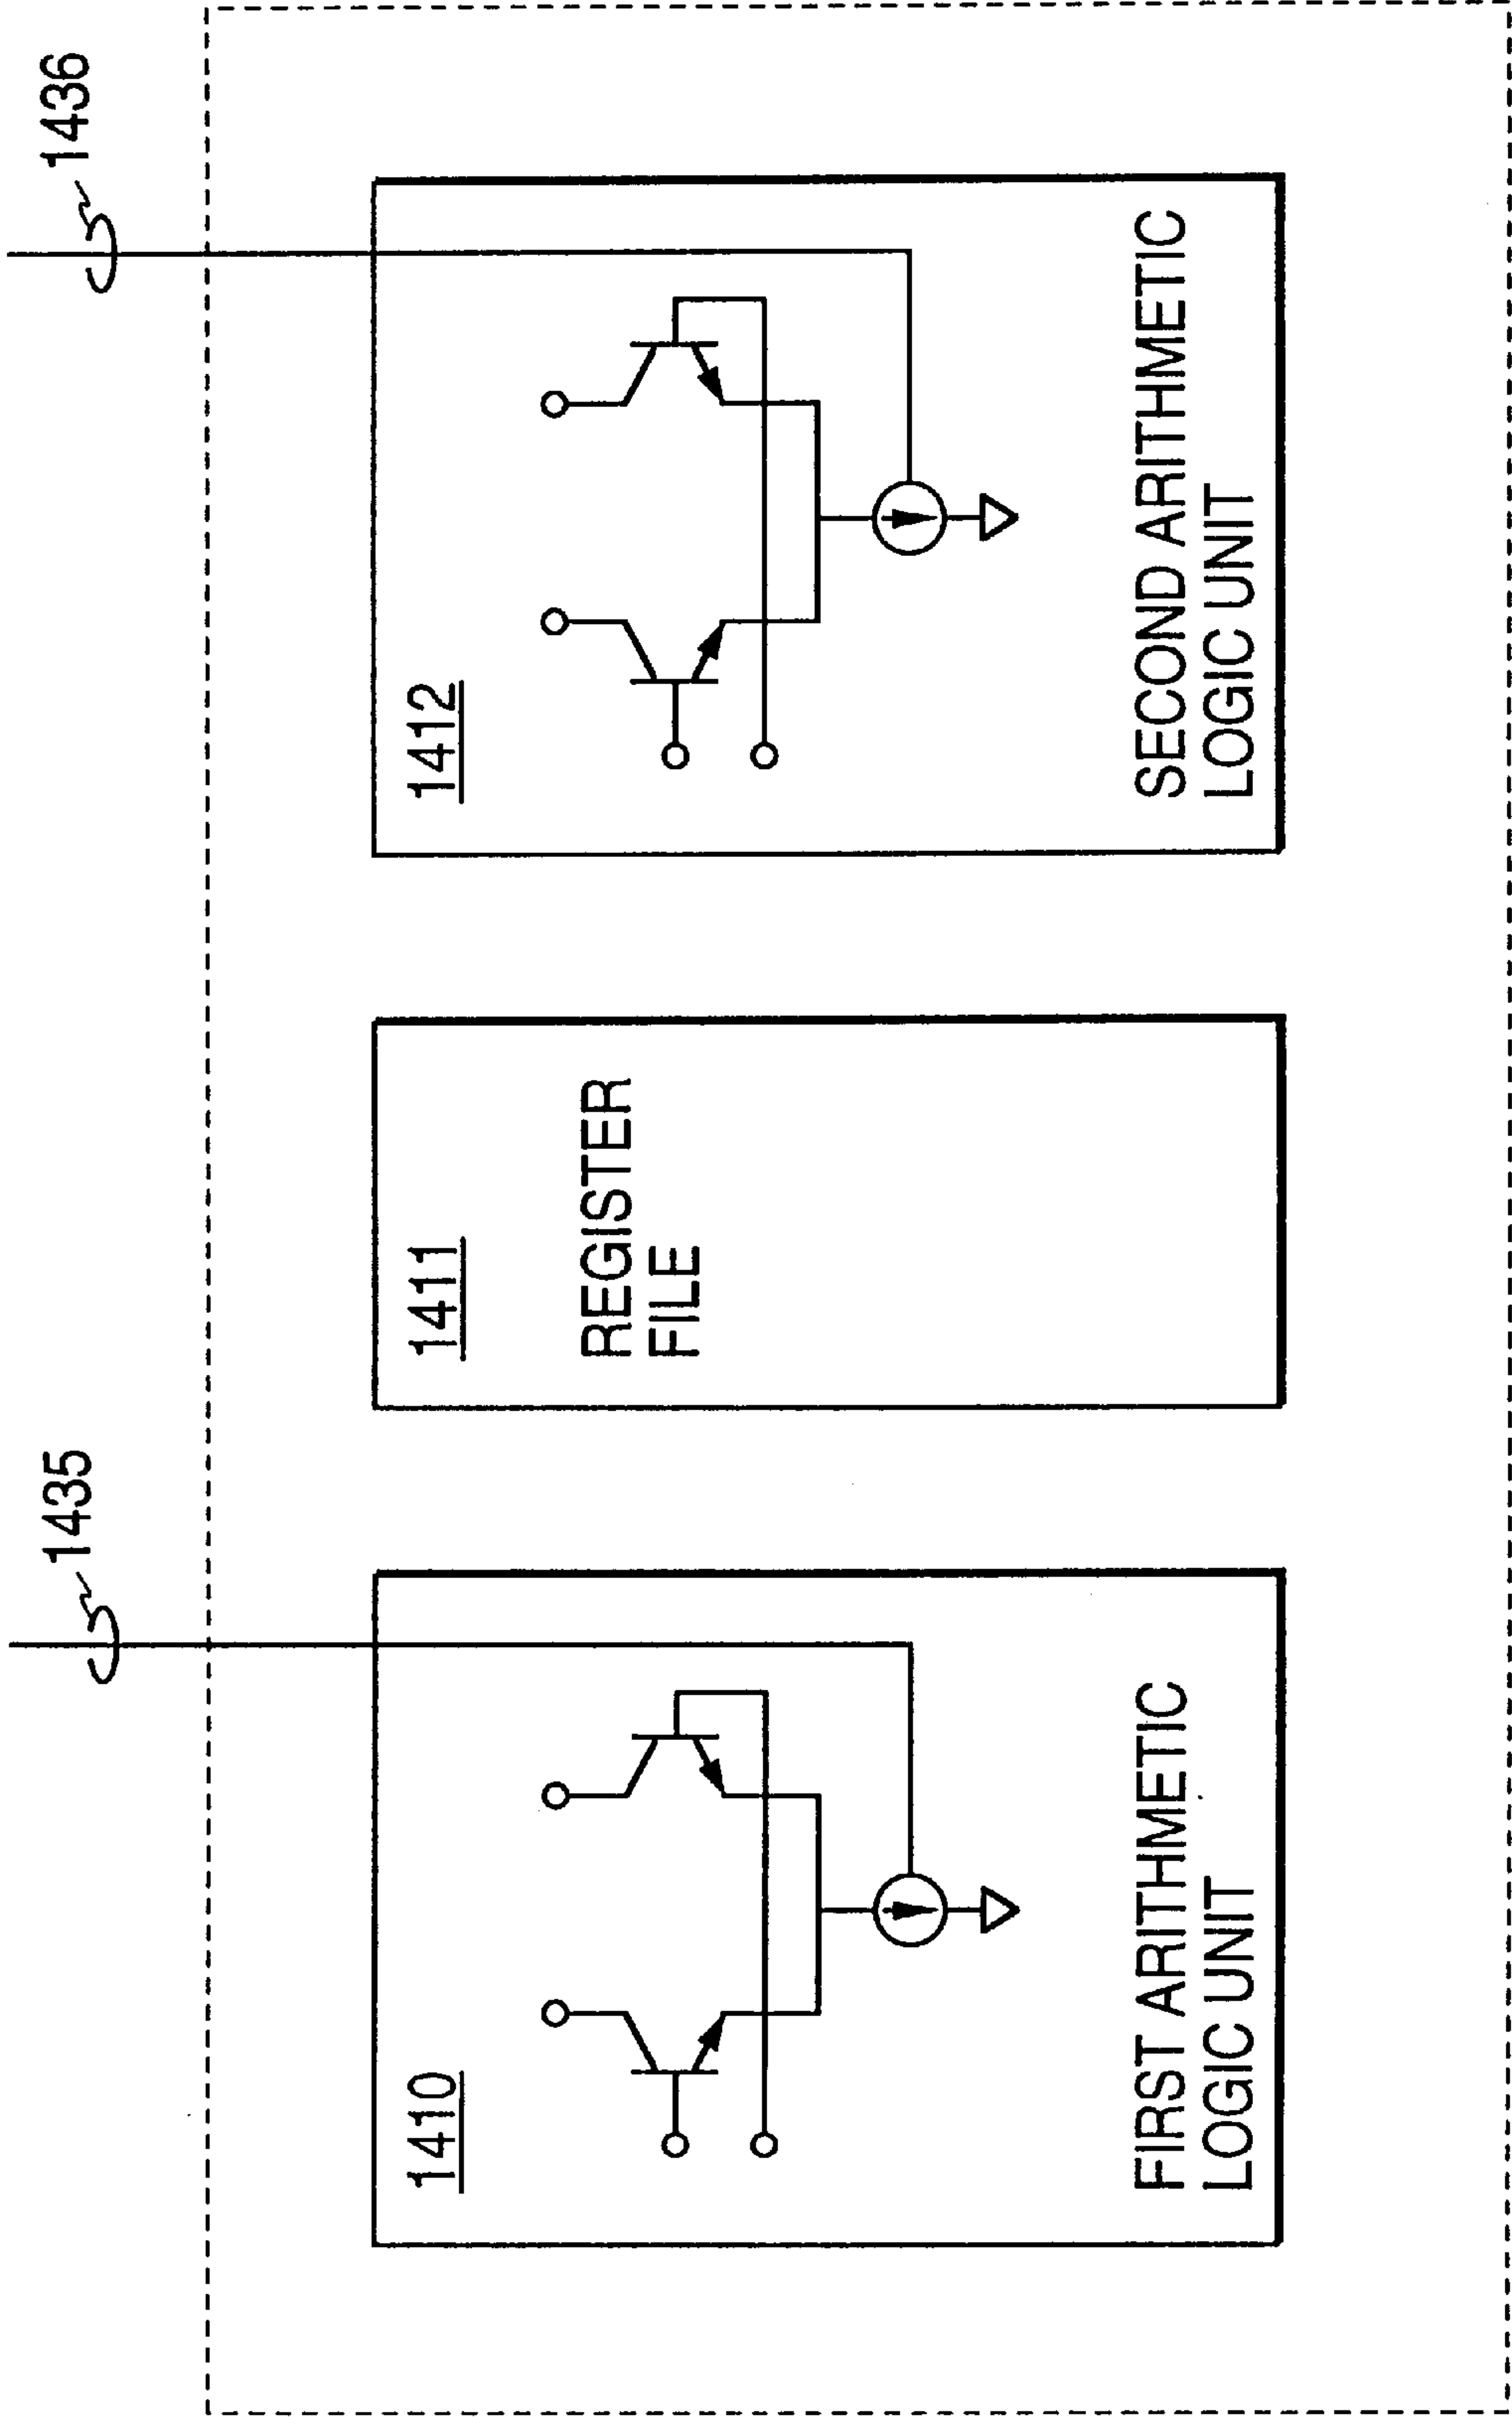 1435
1436
1410
FIRST ARITHMETIC
LOGIC UNIT
1411
REGISTER
FILE
1412
SECOND ARITHMETIC
LOGIC UNIT